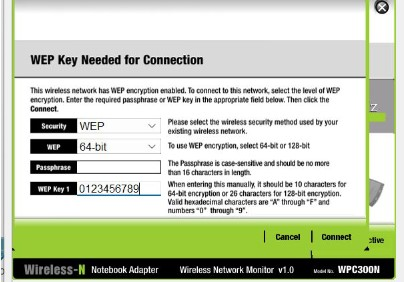 WEP Key Needed for Connection
This wireless network has WEP encryption enabled. To connect to this network, select the level of WEP
encryption. Enter the required passphrase or WEP key in the appropriate field below. Then click the
Connect.
Security WEP Please select the wireless security method used by your
existing wireless network.
WEP 64-bit To use WEP encryption, select 64-bit or 128-bit
Passphrase The Passphrase is case-sensitive and should be no more
than 16 characters in length.
WEP Key 1 0123456789 When entering this manually, it should be 10 characters for
64-bit encryption or 26 characters for 128-bit encryption.
Valid hexadecimal characters are "A" through "F" and
numbers "0" through "9".
Cancel Connect
Wireless-N Notebook Adapter Wireless Network Monitor v1.0 Model No. WPC300N